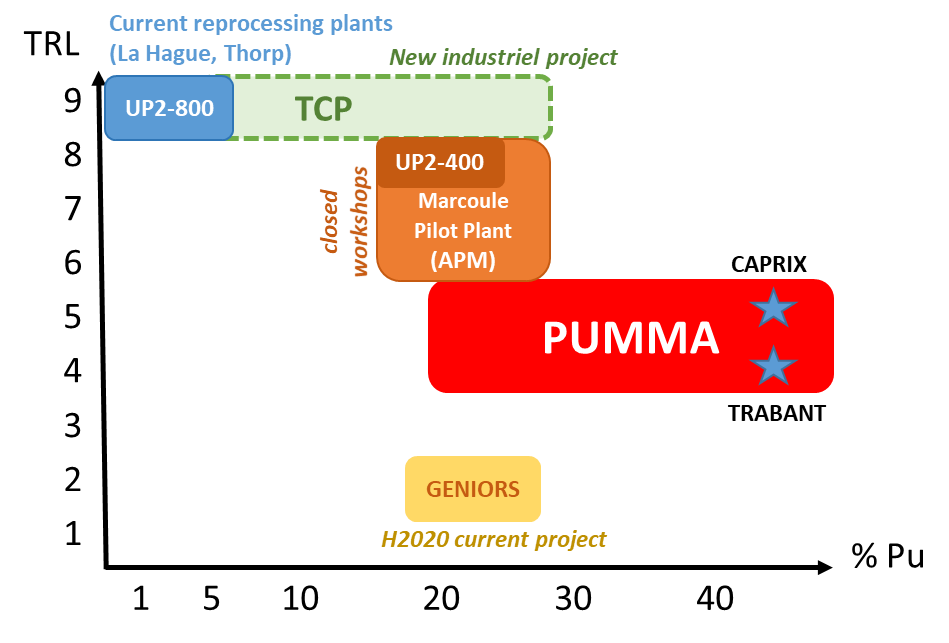 Current reprocessing plants
(La Hague, Thorp)
TRL
New industriel project
9
UP2-800
TCP
8
UP2-400
closed
workshops
7
Marcoule
Pilot Plant
(APM)
6
CAPRIX
5
PUMMA
4
TRABANT
3
2
GENIORS
1
H2020 current project
% Pu
1 5 10 20 30 40